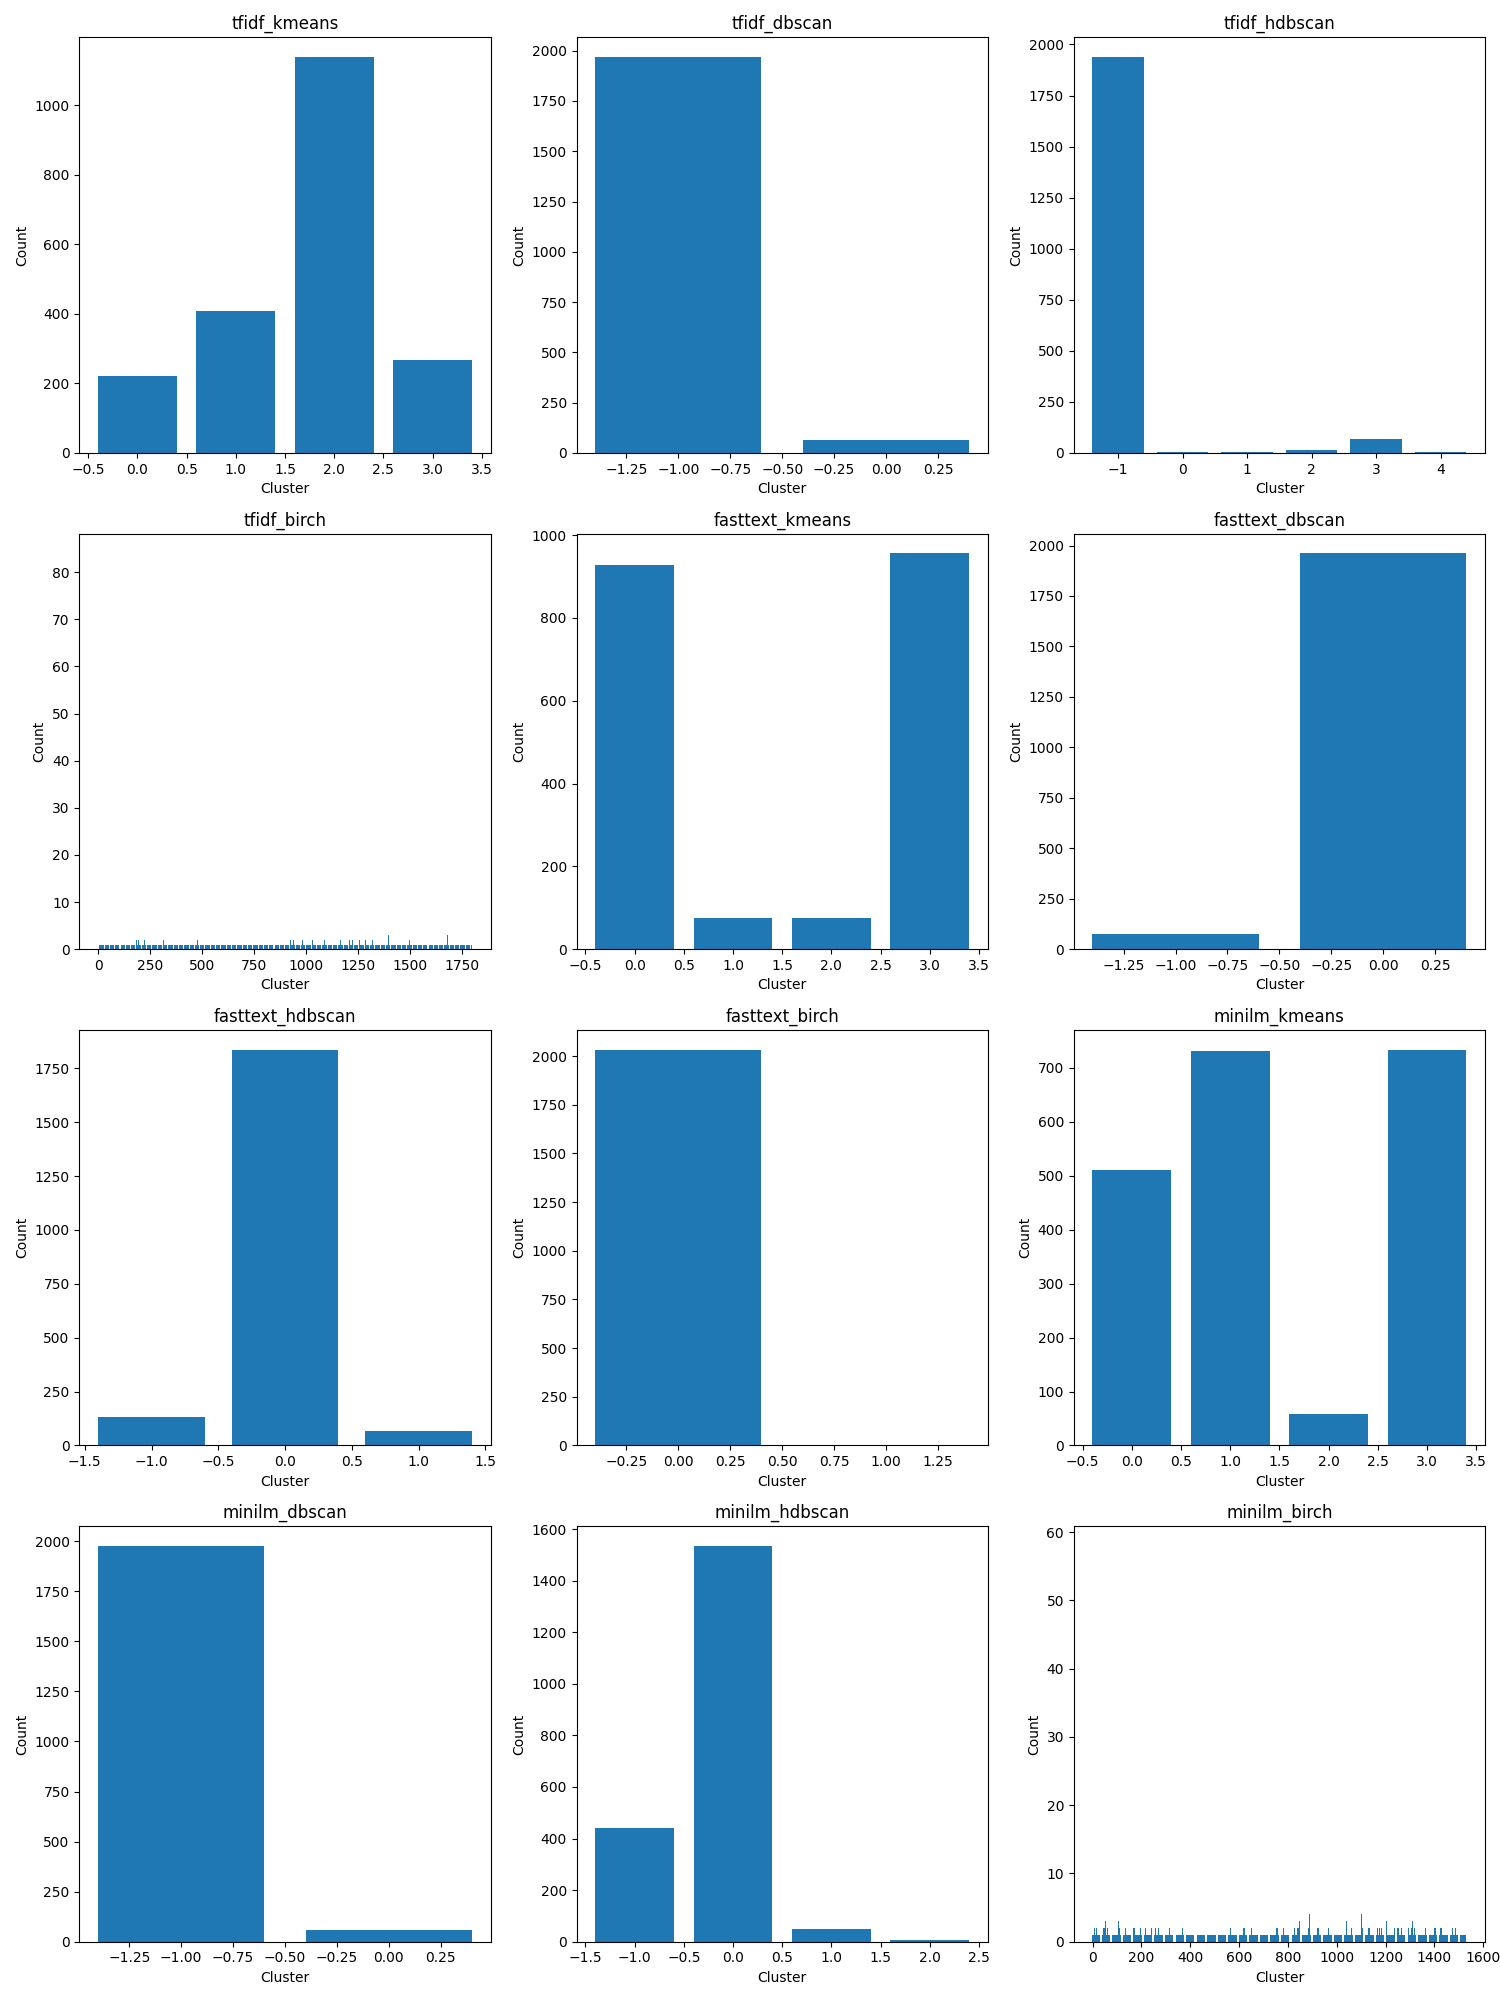 tfidf_kmeans
Count
1000
800
600
400
200
0
−0.5 0.0 0.5 1.0 1.5 2.0 2.5 3.0 3.5
Cluster
tfidf_dbscan
Count
2000
1750
1500
1250
1000
750
500
250
0
−1.25 −1.00 −0.75 −0.50 −0.25 0.00 0.25
Cluster
tfidf_hdbscan
Count
2000
1750
1500
1250
1000
750
500
250
0
−1 0 1 2 3 4
Cluster
tfidf_birch
Count
80
70
60
50
40
30
20
10
0
0 250 500 750 1000 1250 1500 1750
Cluster
fasttext_kmeans
Count
1000
800
600
400
200
0
−0.5 0.0 0.5 1.0 1.5 2.0 2.5 3.0 3.5
Cluster
fasttext_dbscan
Count
2000
1750
1500
1250
1000
750
500
250
0
−1.25 −1.00 −0.75 −0.50 −0.25 0.00 0.25
Cluster
fasttext_hdbscan
Count
1750
1500
1250
1000
750
500
250
0
−1.5 −1.0 −0.5 0.0 0.5 1.0 1.5
Cluster
fasttext_birch
Count
2000
1750
1500
1250
1000
750
500
250
0
−0.25 0.00 0.25 0.50 0.75 1.00 1.25
Cluster
minilm_kmeans
Count
700
600
500
400
300
200
100
0
−0.5 0.0 0.5 1.0 1.5 2.0 2.5 3.0 3.5
Cluster
minilm_dbscan
Count
2000
1750
1500
1250
1000
750
500
250
0
−1.25 −1.00 −0.75 −0.50 −0.25 0.00 0.25
Cluster
minilm_hdbscan
Count
1600
1400
1200
1000
800
600
400
200
0
−1.5 −1.0 −0.5 0.0 0.5 1.0 1.5 2.0 2.5
Cluster
minilm_birch
Count
60
50
40
30
20
10
0
0 200 400 600 800 1000 1200 1400 1600
Cluster